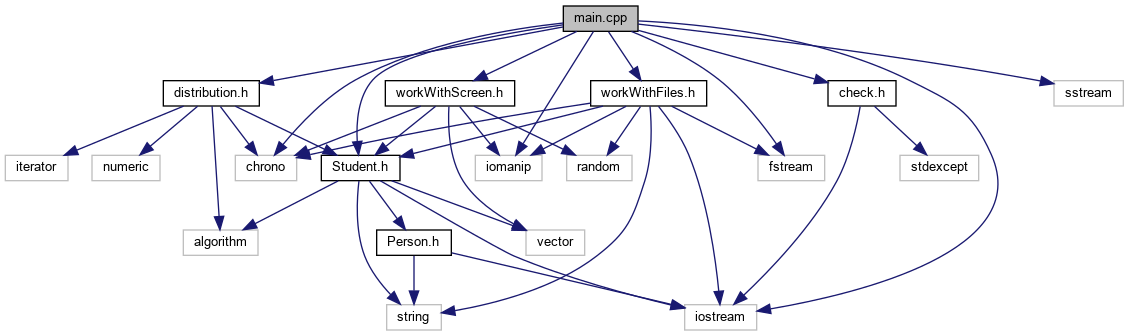 main.cpp
distribution.h
workWithScreen.h
workWithFiles.h
check.h
sstream
iterator
numeric
chrono
Student.h
iomanip
random
fstream
stdexcept
algorithm
Person.h
vector
string
iostream